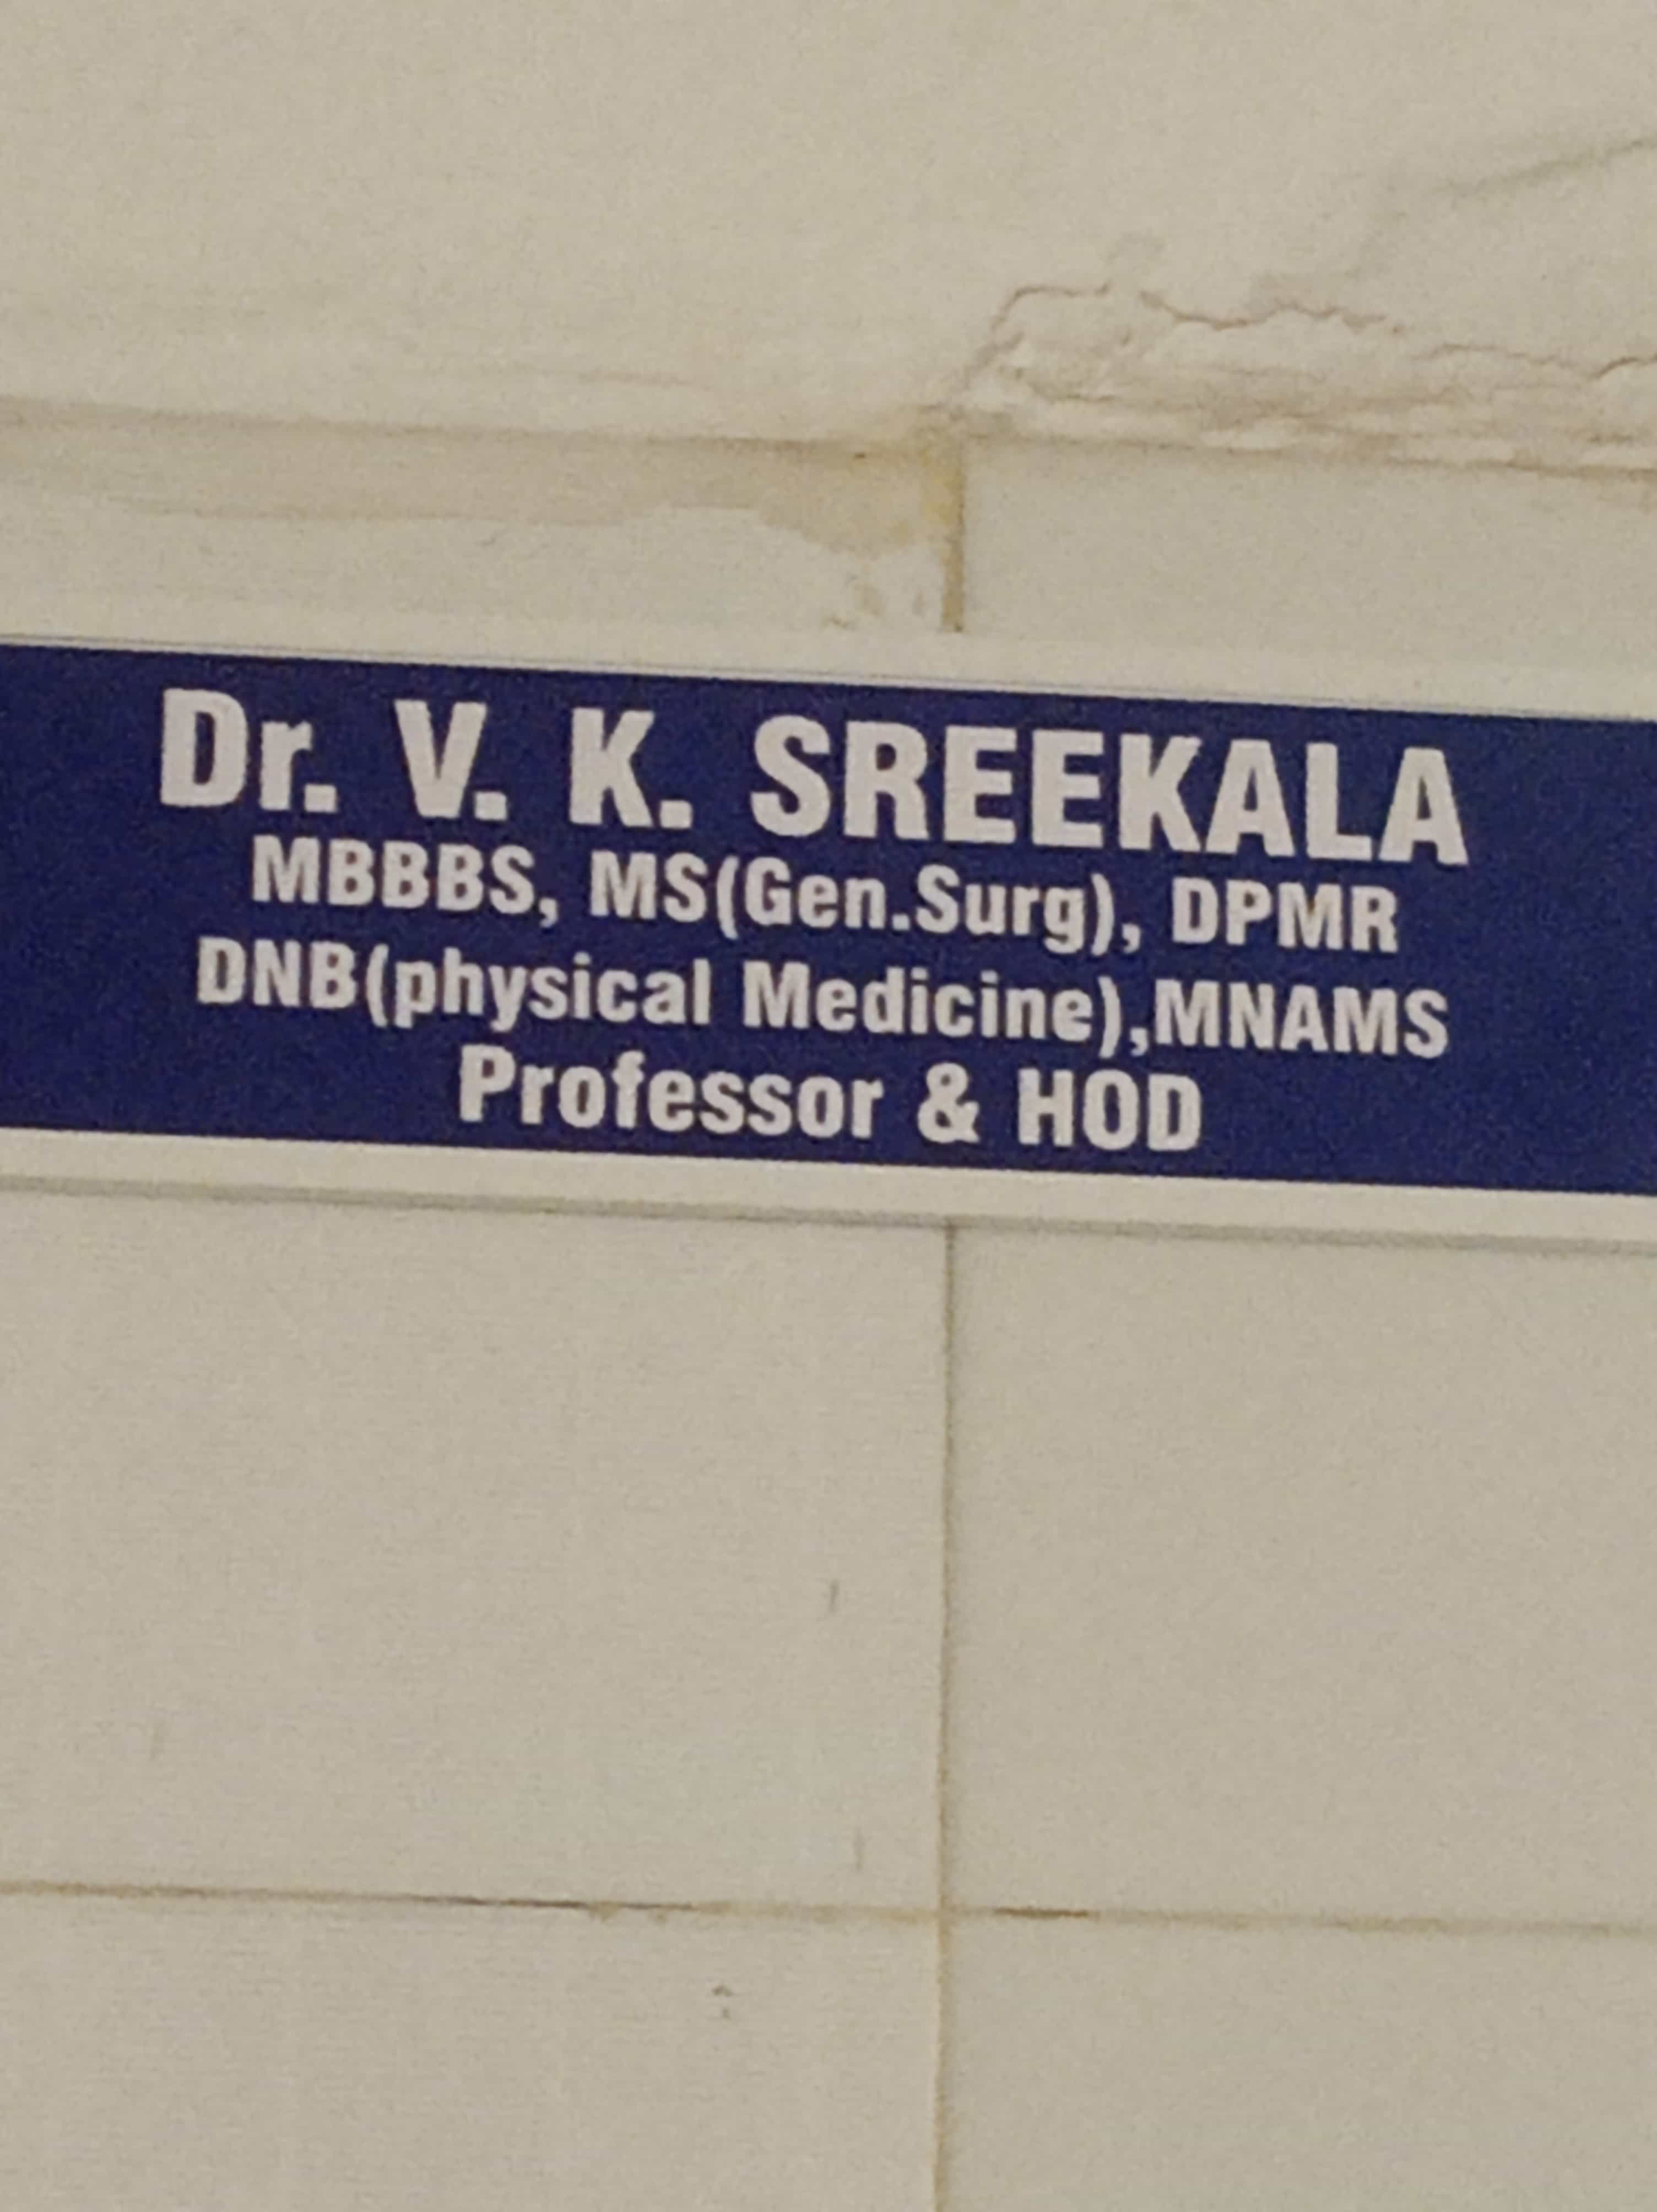 Dr. V. K. SREEKALA
MBBBS, MS(Gen.Surg), DPMR
DNB(physical Medicine),MNAMS
Professor & HOD